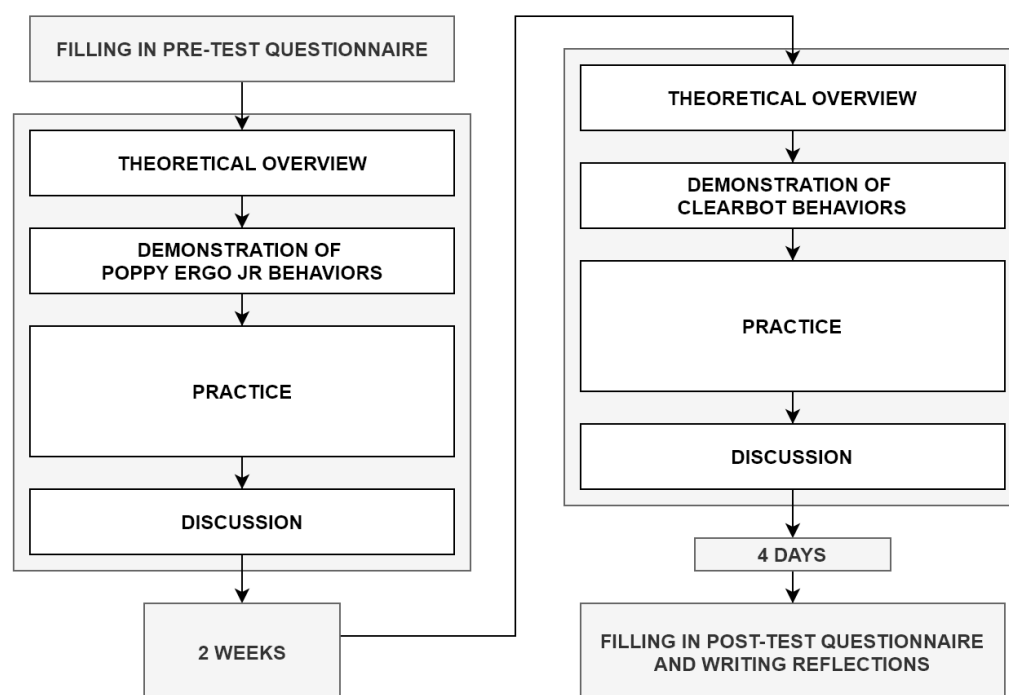 FILLING IN PRE-TEST QUESTIONNAIRE
THEORETICAL OVERVIEW
DEMONSTRATION OF
POPPY ERGO JR BEHAVIORS
PRACTICE
DISCUSSION
2 WEEKS
THEORETICAL OVERVIEW
DEMONSTRATION OF
CLEARBOT BEHAVIORS
PRACTICE
DISCUSSION
4 DAYS
FILLING IN POST-TEST QUESTIONNAIRE
AND WRITING REFLECTIONS